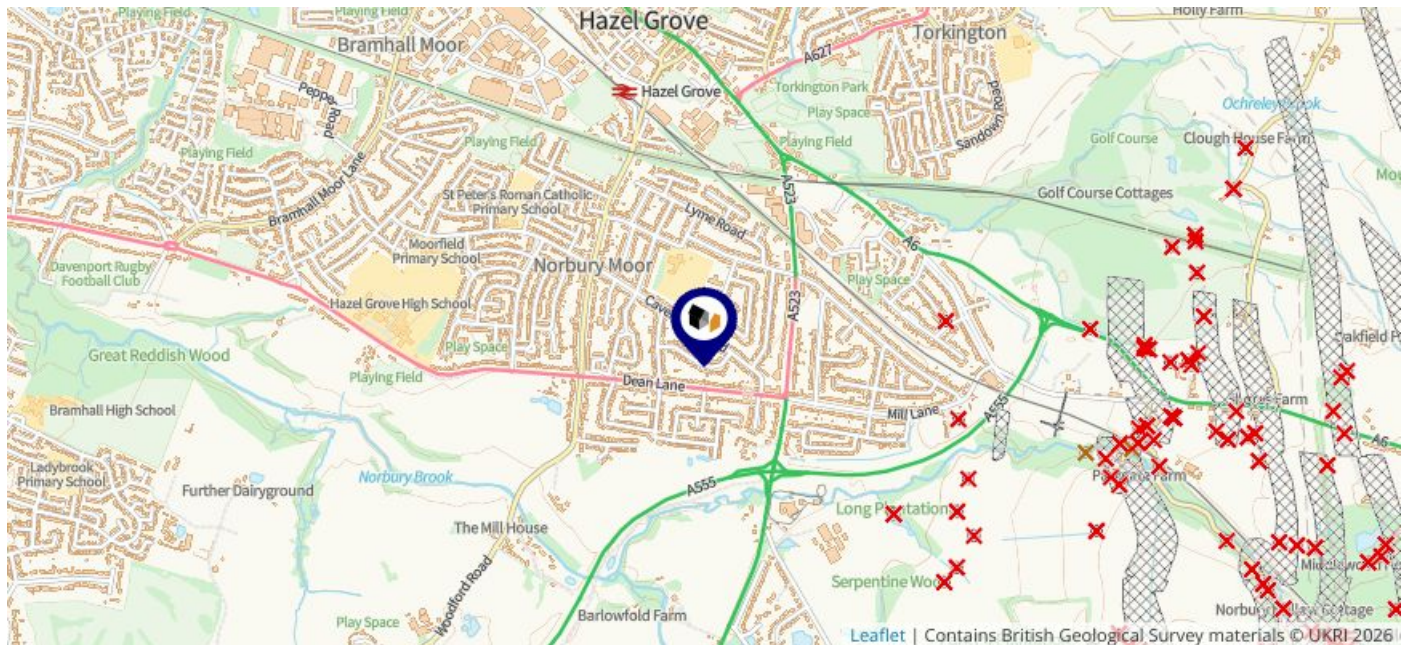 Playing Field
Hazel Grove
Holly Farm
Torkington
Bramhall Moor
A627
Hazel Grove
Torkington Park
Play Space
Peppe
Road
Sandown Road
Clough House Farm
Playing Field
Playing Field
Playing Field
Golf Course
Bramhall Moor Lane
St Peter's Roman Catholic
Primary School
A523
Golf Course Cottages
Lyme Road
Moorfield
Primary School
A6
Davenport Rugby
Football Club
Norbury Moor
Play Space
Hazel Grove High School
A523
Great Reddish Wood
Play Space
Playing Field
Dean Lane
Mill Lane
A555
A6
Bramhall High School
Ladybrook
Primary School
Norbury Brook
Further Dairyground
A555
Long Plantation
The Mill House
Serpentine Wood
Woodford Road
Barlowfold Farm
Play Space
Leaflet | Contains British Geological Survey materials © UKRI 2026